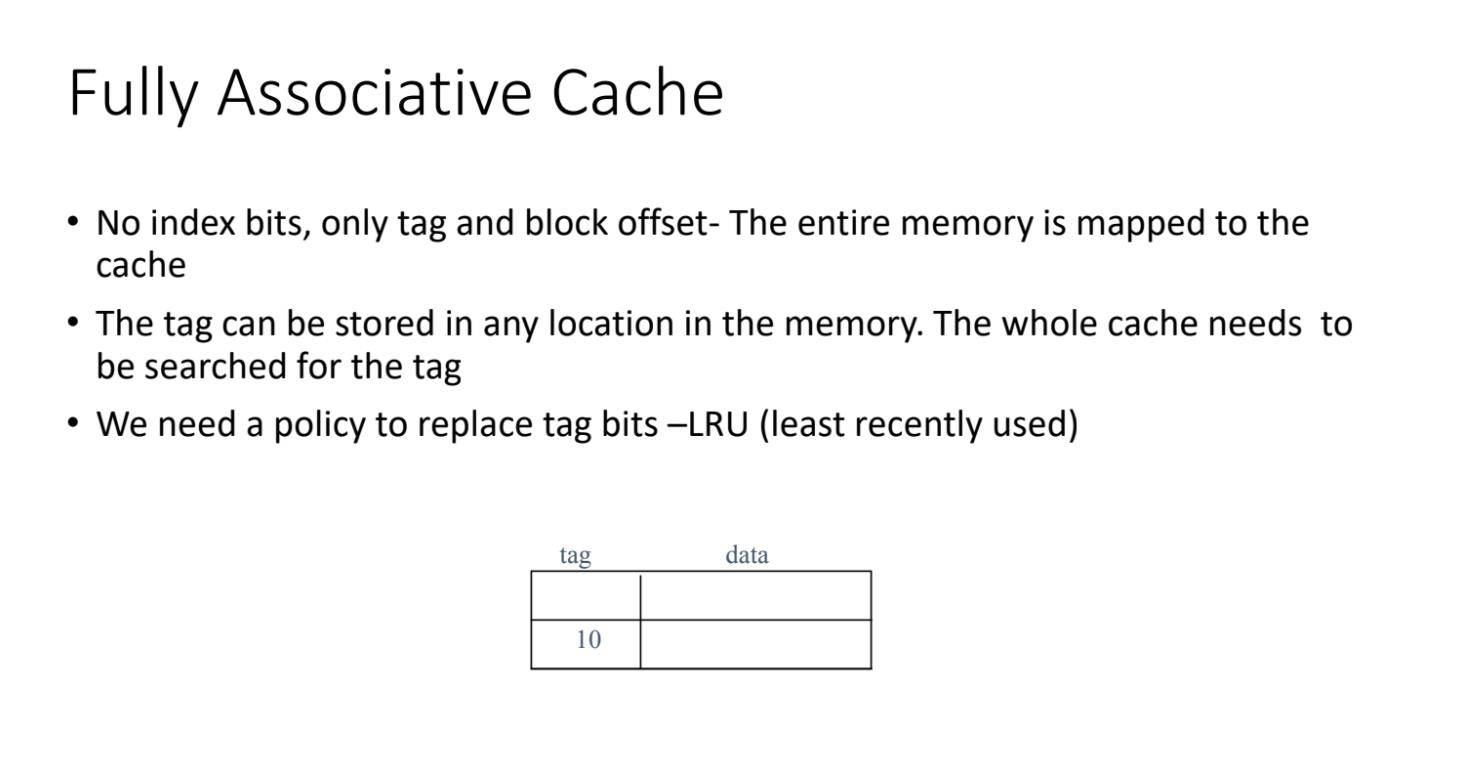 Fully Associative Cache
• No index bits, only tag and block offset- The entire memory is mapped to the
cache
• The tag can be stored in any location in the memory. The whole cache needs  to
be searched for the tag
• We need a policy to replace tag bits –LRU (least recently used)
tag data
10